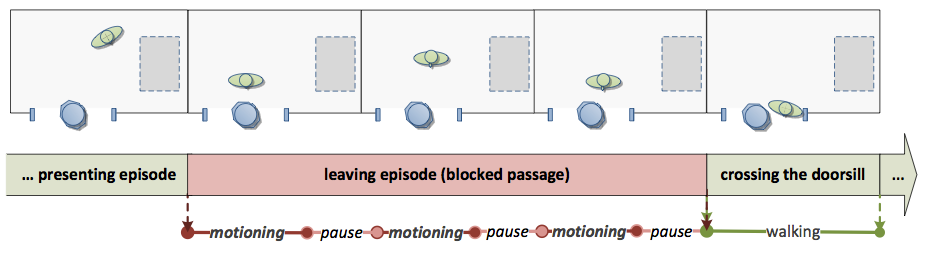 ... presenting episode leaving episode (blocked passage) crossing the doorsill ...
motioning pause motioning pause motioning pause walking